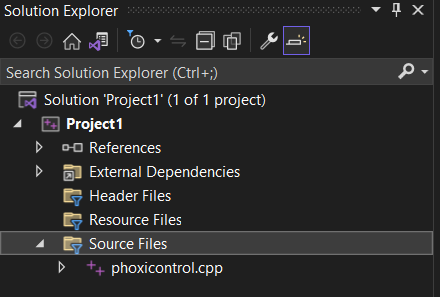 Solution Explorer
Search Solution Explorer (Ctrl+;)
Solution 'Project1' (1 of 1 project)
Project1
References
External Dependencies
Header Files
Resource Files
Source Files
phoxicontrol.cpp